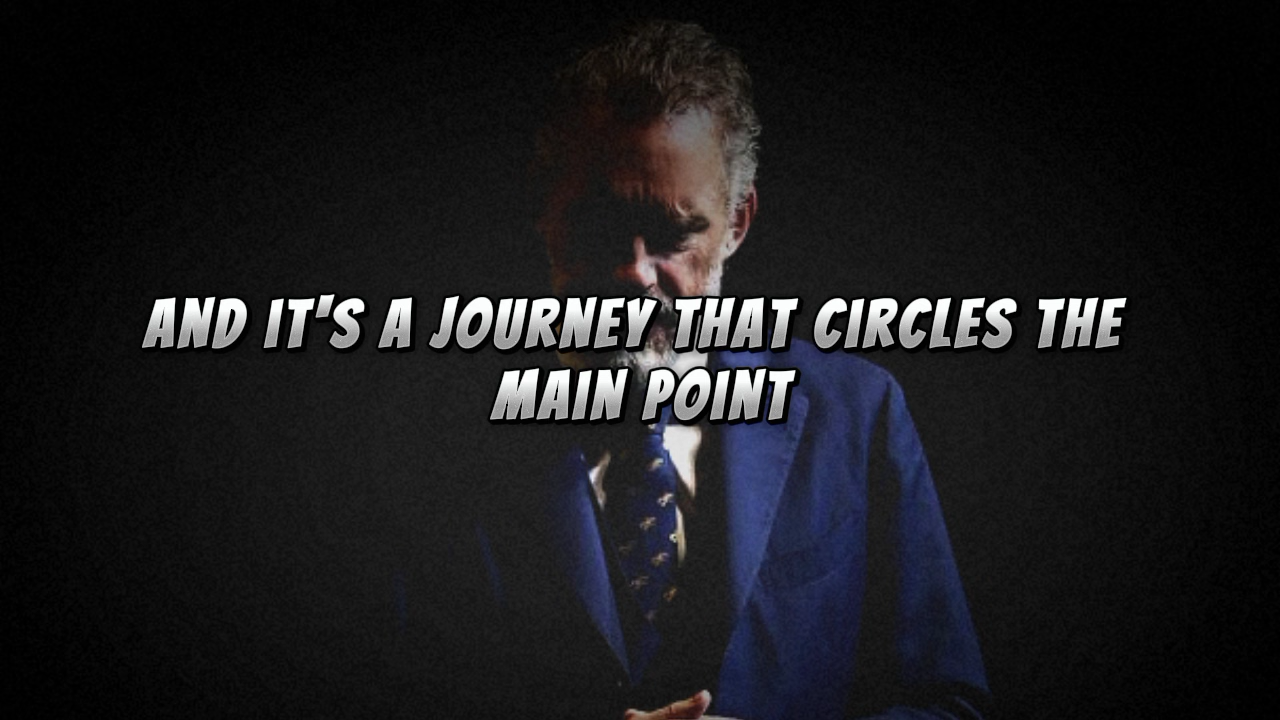 AND IT'S A JOURNEY THAT CIRCLES THE
MAIN POINT